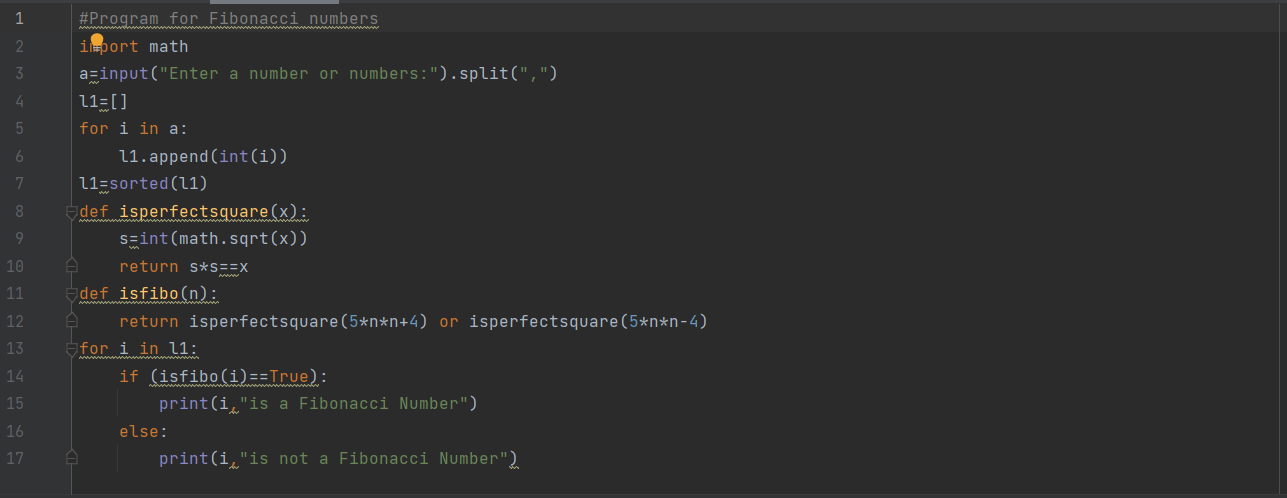 1 #Program for Fibonacci numbers
2 import math
3 a=input("Enter a number or numbers:").split(",")
4 l1=[]
5 for i in a:
6     l1.append(int(i))
7 l1=sorted(l1)
8 def isperfectsquare(x):
9     s=int(math.sqrt(x))
10     return s*s==x
11 def isfibo(n):
12     return isperfectsquare(5*n*n+4) or isperfectsquare(5*n*n-4)
13 for i in l1:
14     if (isfibo(i)==True):
15         print(i,"is a Fibonacci Number")
16     else:
17         print(i,"is not a Fibonacci Number")